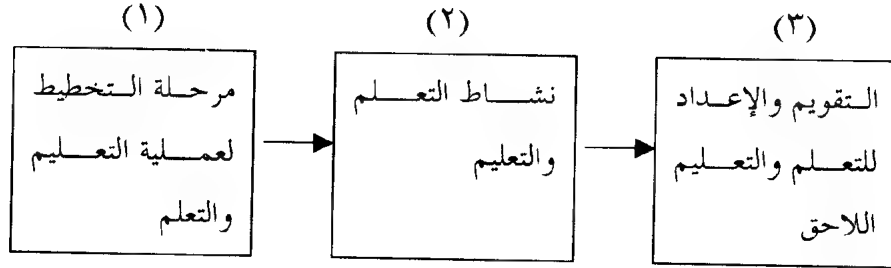 (١)
مرحلة التخطيط
لعملية التعليم
والتعلم
(٢)
نشاط التعلم
والتعليم
(٣)
التقويم والإعداد
للتعلم والتعليم
اللاحق